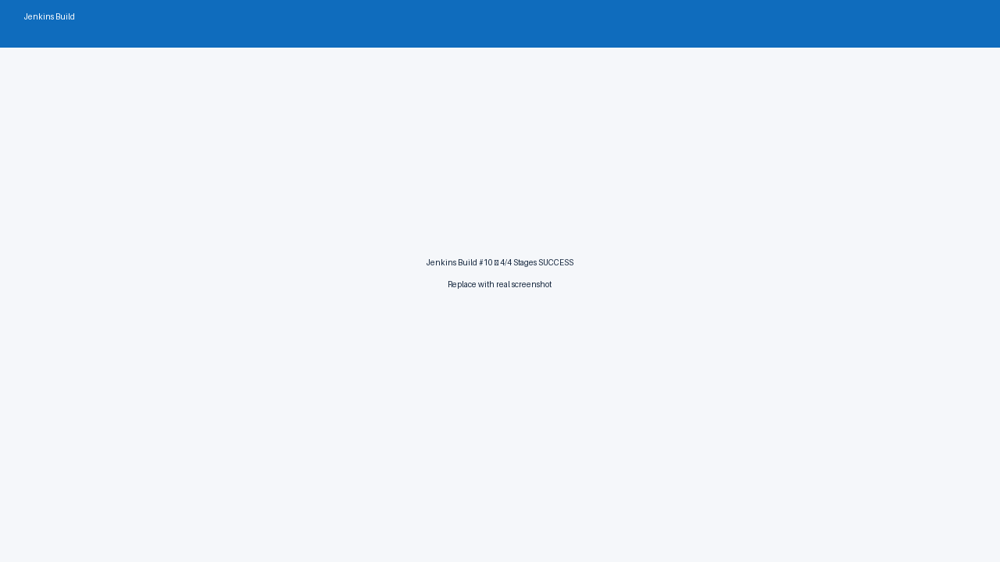 Jenkins Build
Jenkins Build #10 4/4 Stages SUCCESS
Replace with real screenshot